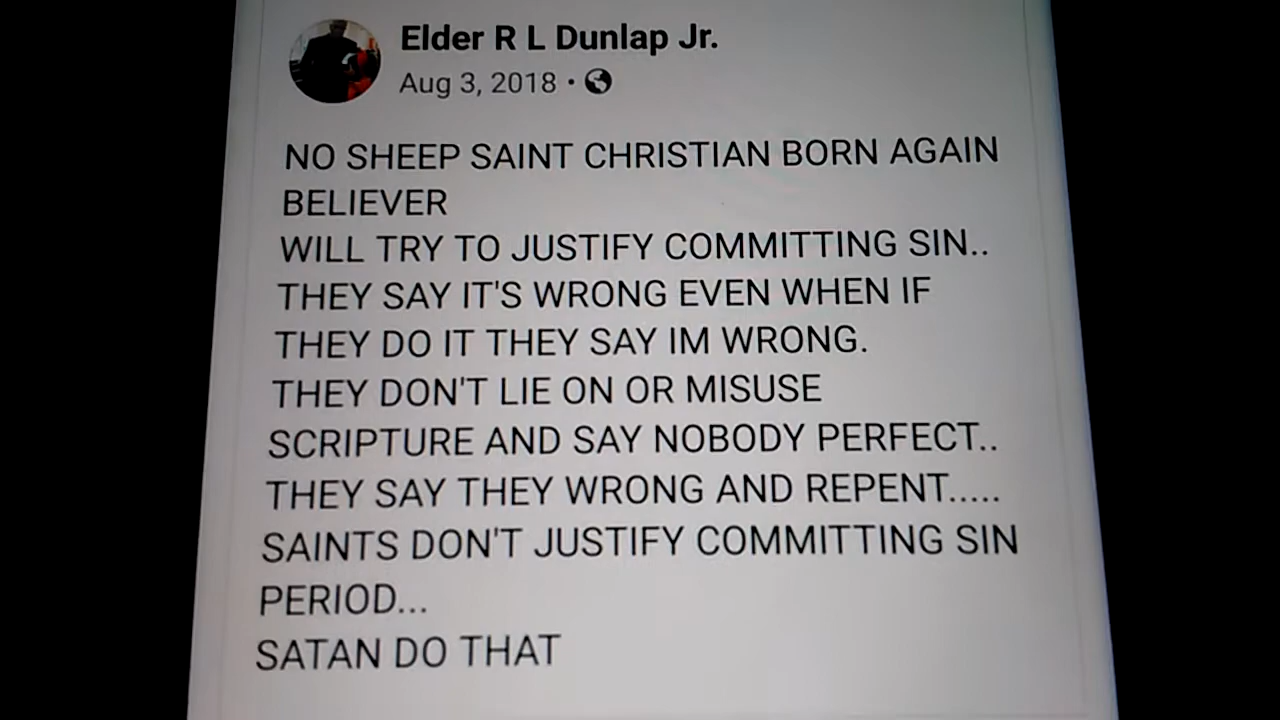 Elder R L Dunlap Jr.
Aug 3, 2018 ·
NO SHEEP SAINT CHRISTIAN BORN AGAIN
BELIEVER
WILL TRY TO JUSTIFY COMMITTING SIN..
THEY SAY IT'S WRONG EVEN WHEN IF
THEY DO IT THEY SAY IM WRONG.
THEY DON'T LIE ON OR MISUSE
SCRIPTURE AND SAY NOBODY PERFECT..
THEY SAY THEY WRONG AND REPENT.....
SAINTS DON'T JUSTIFY COMMITTING SIN
PERIOD...
SATAN DO THAT